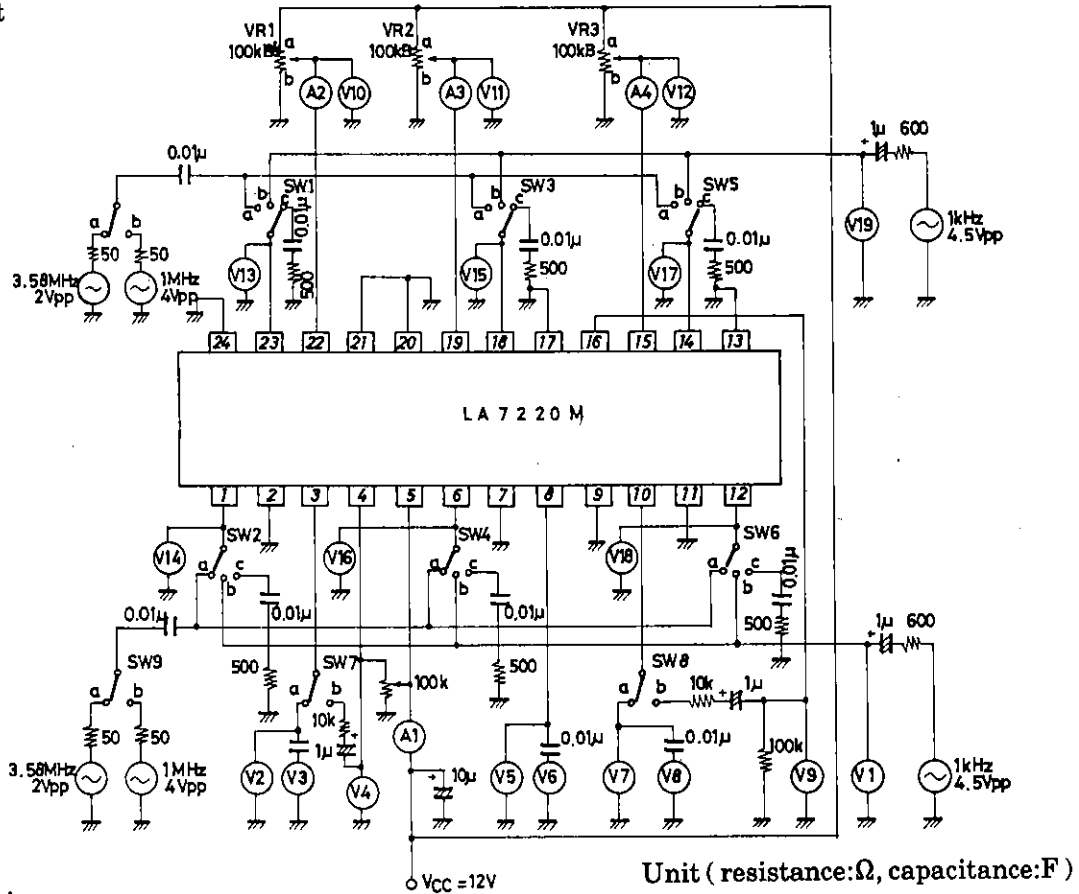 t
VR1
100kB
a
b
A2
V10
VR2
100kB
a
b
A3
V11
VR3
100kB
a
b
A4
V12
1μ
+
600
0.01μ
a
b
50
50
3.58MHz
2Vpp
1MHz
4Vpp
a
b
c
SW1
0.01μ
500
V13
a
b
c
SW3
0.01μ
500
V15
a
b
c
SW5
0.01μ
500
V17
V19
1kHz
4.5Vpp
24 23 22 21 20 19 18 17 16 15 14 13
LA7220M
1 2 3 4 5 6 7 8 9 10 11 12
V14
SW2
a
b
c
0.01μ
500
V16
SW4
a
b
c
0.01μ
500
V18
SW6
a
b
c
0.01μ
500
0.01μ
SW9
a
b
50
50
3.58MHz
2Vpp
1MHz
4Vpp
SW7
a
b
10k
1μ
+
V2
V3
V4
100k
A1
+
10μ
V5
0.01μ
V6
SW8
a
b
10k
+
1μ
V7
0.01μ
V8
100k
V9
V1
+
1μ
600
1kHz
4.5Vpp
VCC = 12V
Unit ( resistance:Ω, capacitance:F )